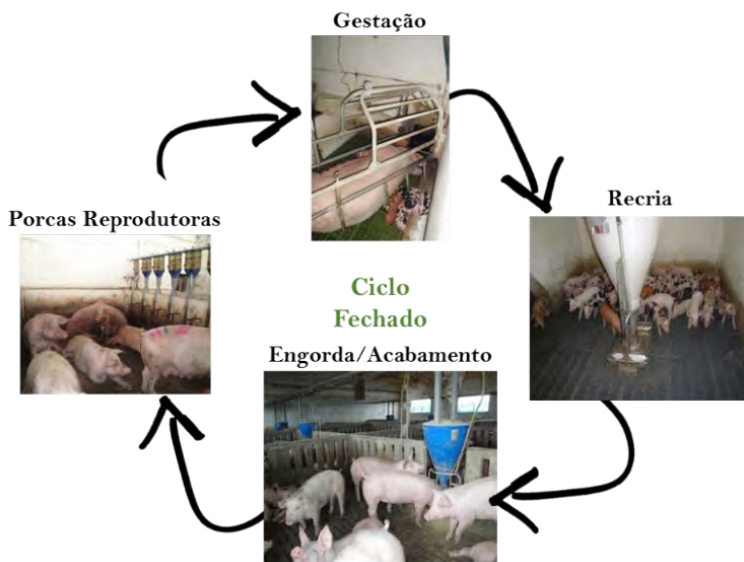 Gestação
Recria
Porcas Reprodutoras
Ciclo
Fechado
Engorda/Acabamento